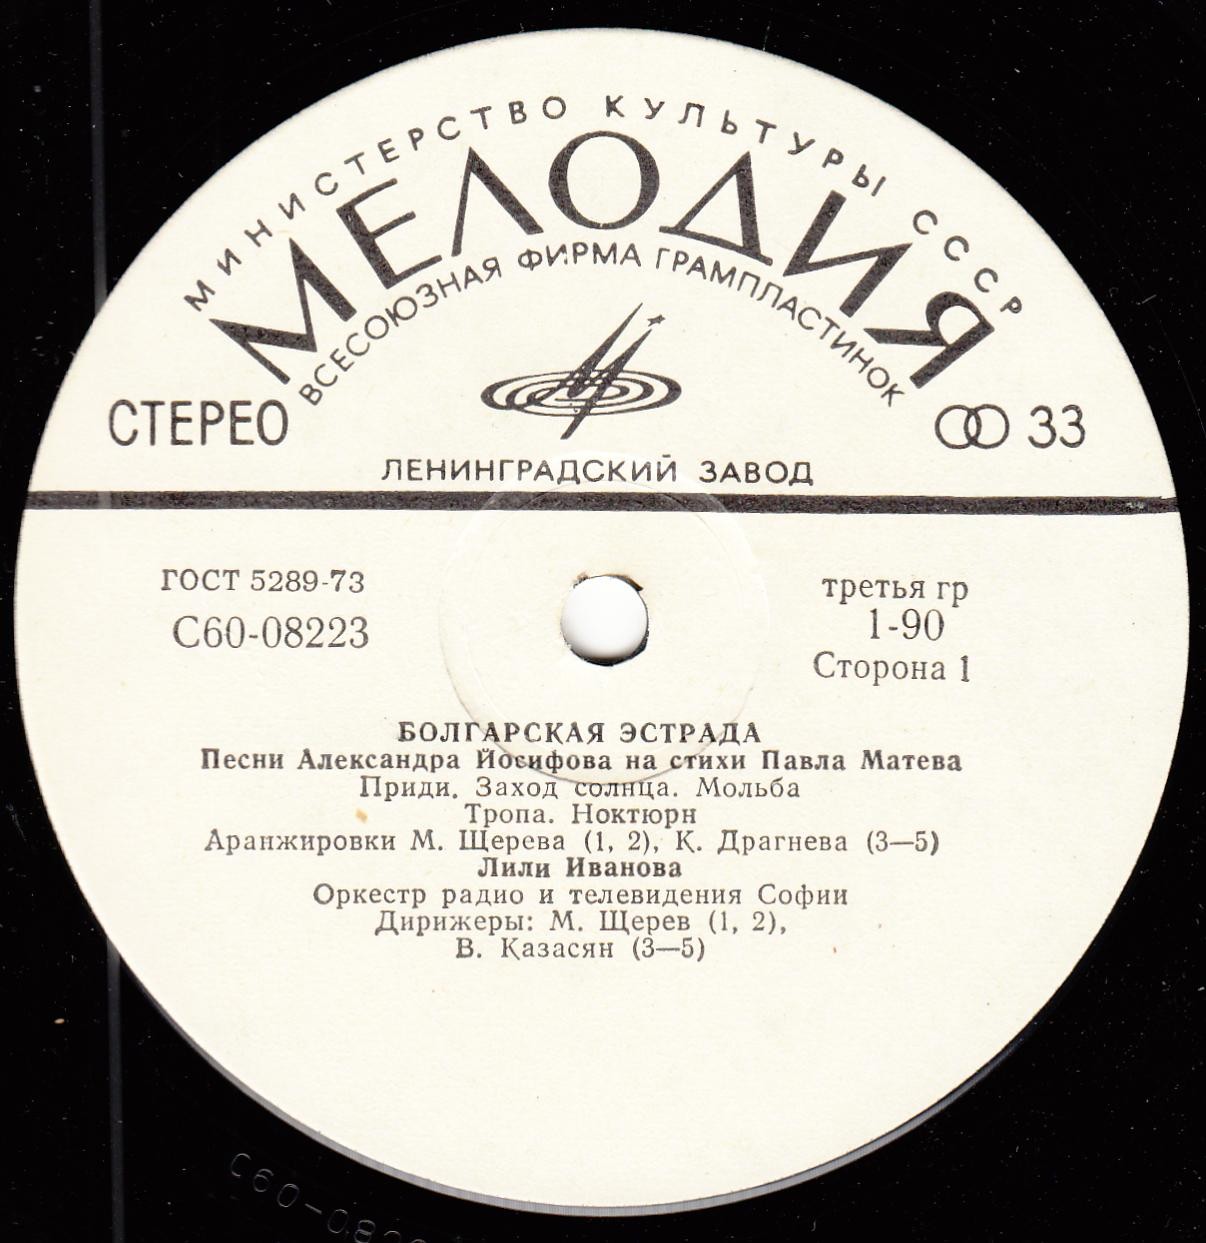 МИНИСТЕРСТВО КУЛЬТУРЫ СССР
МЕЛОДИЯ
ВСЕСОЮЗНАЯ ФИРМА ГРАМПЛАСТИНОК
СТЕРЕО
33
ЛЕНИНГРАДСКИЙ ЗАВОД
ГОСТ 5289-73
С60-08223
третья гр
1-90
Сторона 1
БОЛГАРСКАЯ ЭСТРАДА
Песни Александра Йосифова на стихи Павла Матева
Приди. Заход солнца. Мольба
Тропа. Ноктюрн
Аранжировки М. Щерева (1, 2), К. Драгнева (3—5)
Лили Иванова
Оркестр радио и телевидения Софии
Дирижеры: М. Щерев (1, 2),
В. Казасян (3—5)